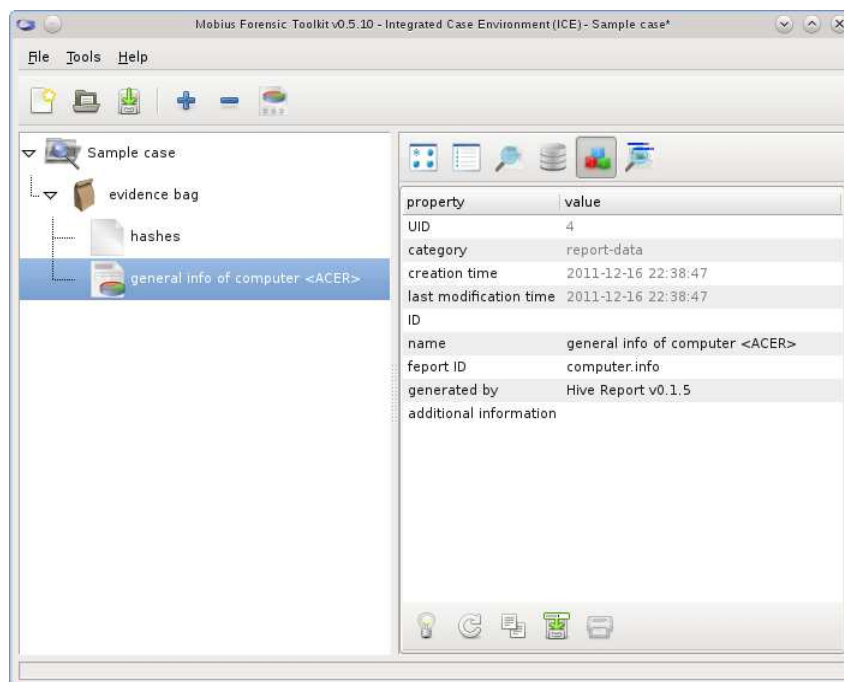 Mobius Forensic Toolkit v0.5.10 - Integrated Case Environment (ICE) - Sample case*
File Tools Help
Sample case
evidence bag
hashes
general info of computer <ACER>
property value
UID 4
category report-data
creation time 2011-12-16 22:38:47
last modification time 2011-12-16 22:38:47
ID
name general info of computer <ACER>
feport ID computer.info
generated by Hive Report v0.1.5
additional information